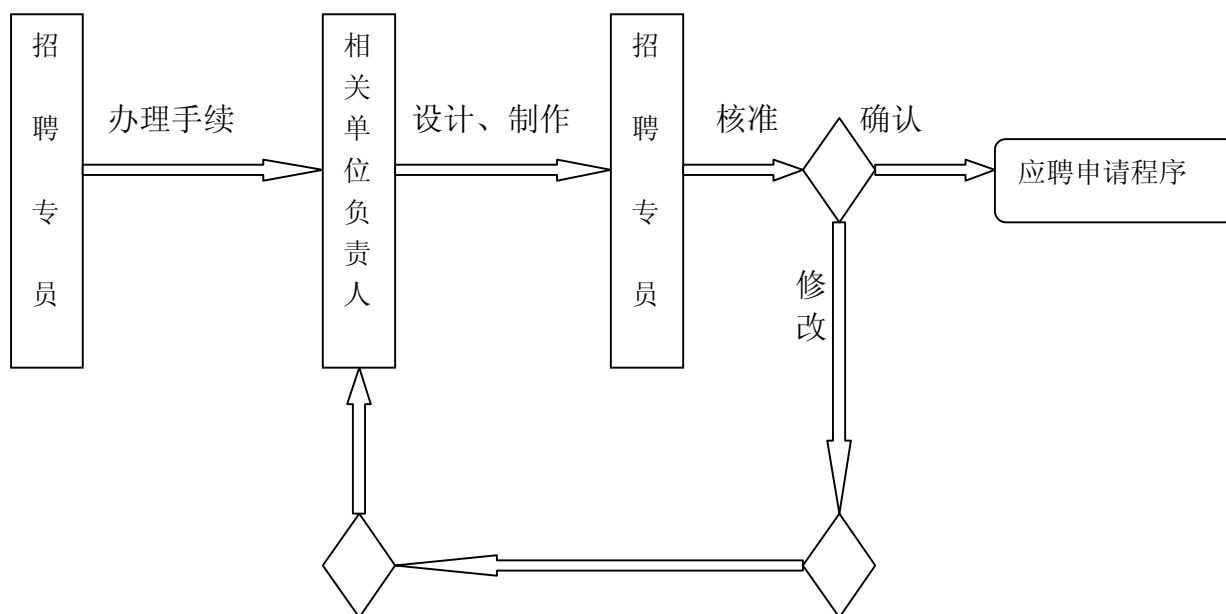 招聘专员
办理手续
相关单位负责人
设计、制作
招聘专员
核准
确认
应聘申请程序
修改